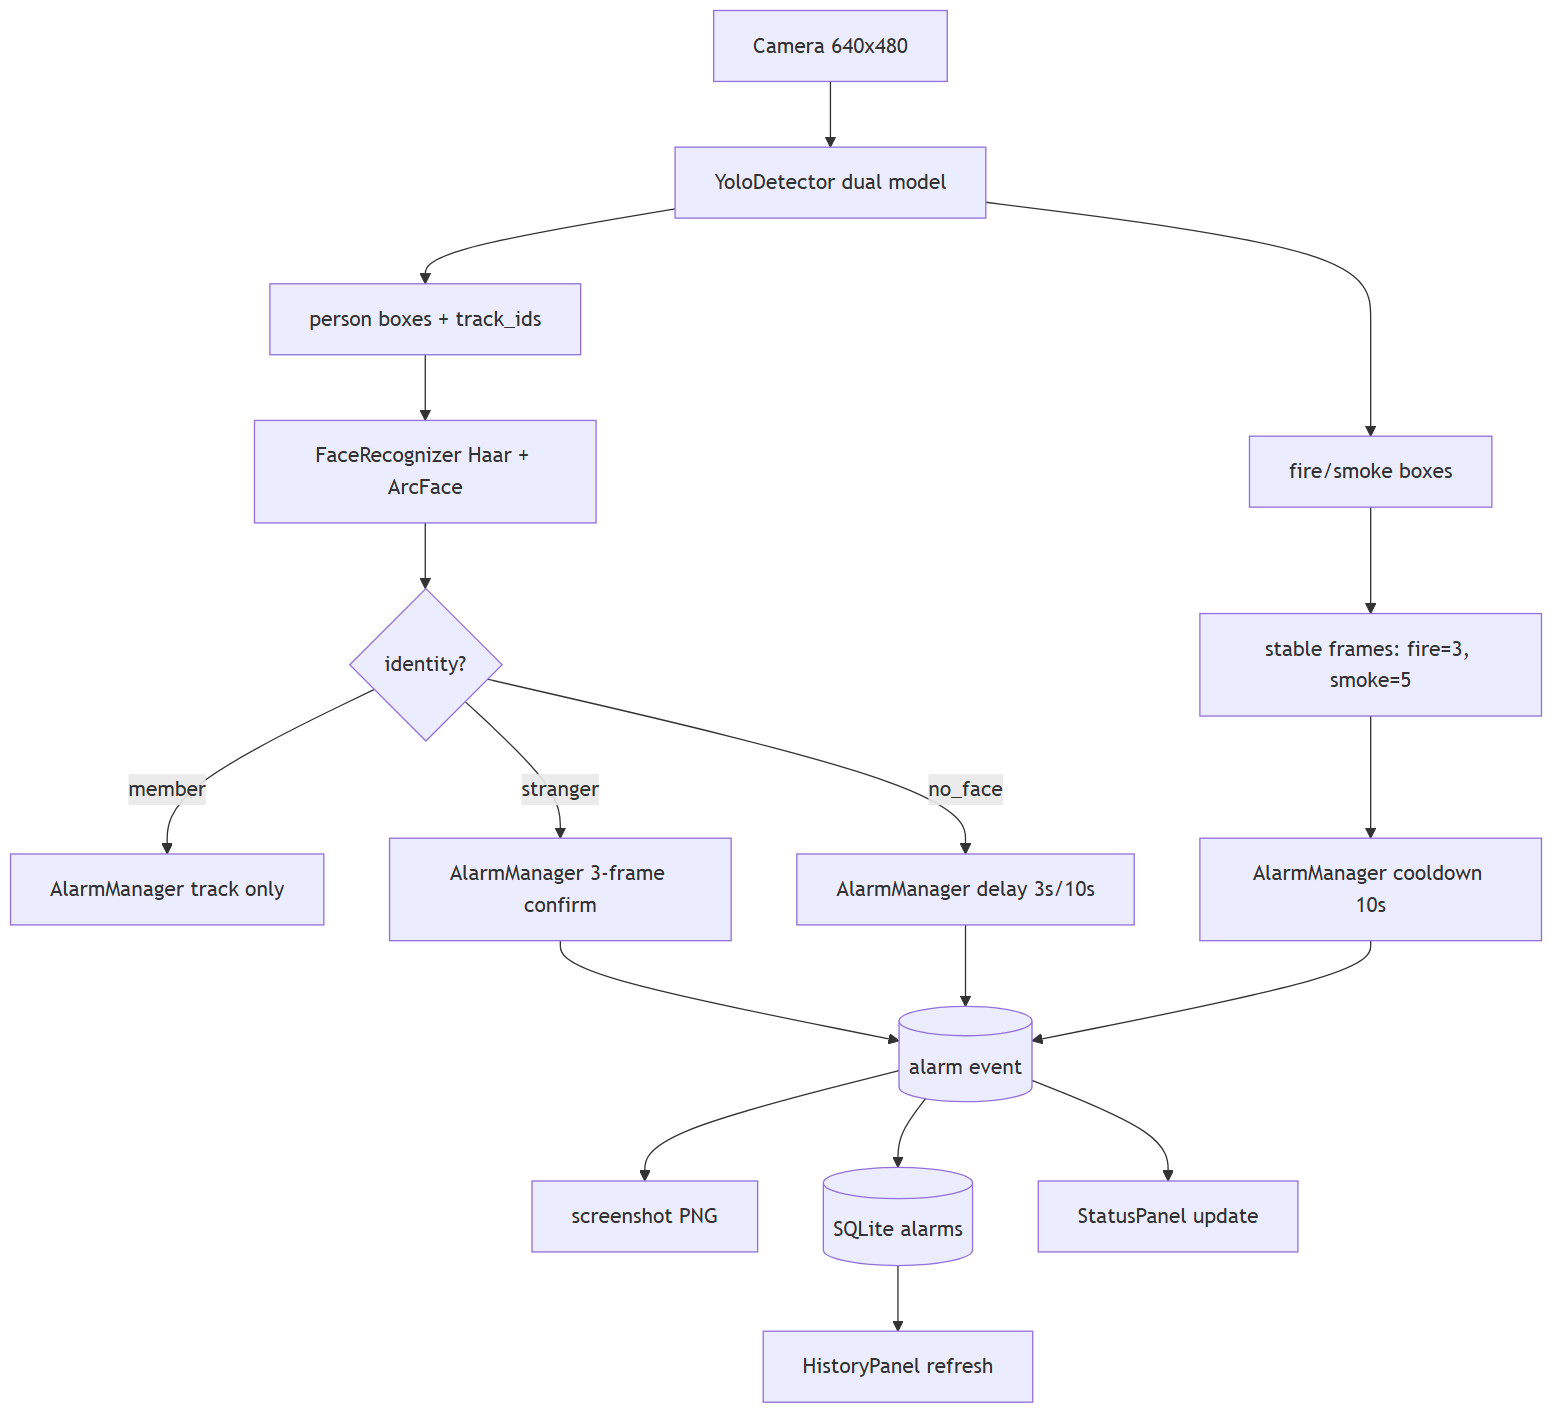 Camera 640x480
YoloDetector dual model
person boxes + track_ids
FaceRecognizer Haar +
ArcFace
fire/smoke boxes
identity?
stable frames: fire=3,
smoke=5
member
stranger
no_face
AlarmManager track only
AlarmManager 3-frame
confirm
AlarmManager delay 3s/10s
AlarmManager cooldown
10s
alarm event
screenshot PNG
SQLite alarms
StatusPanel update
HistoryPanel refresh